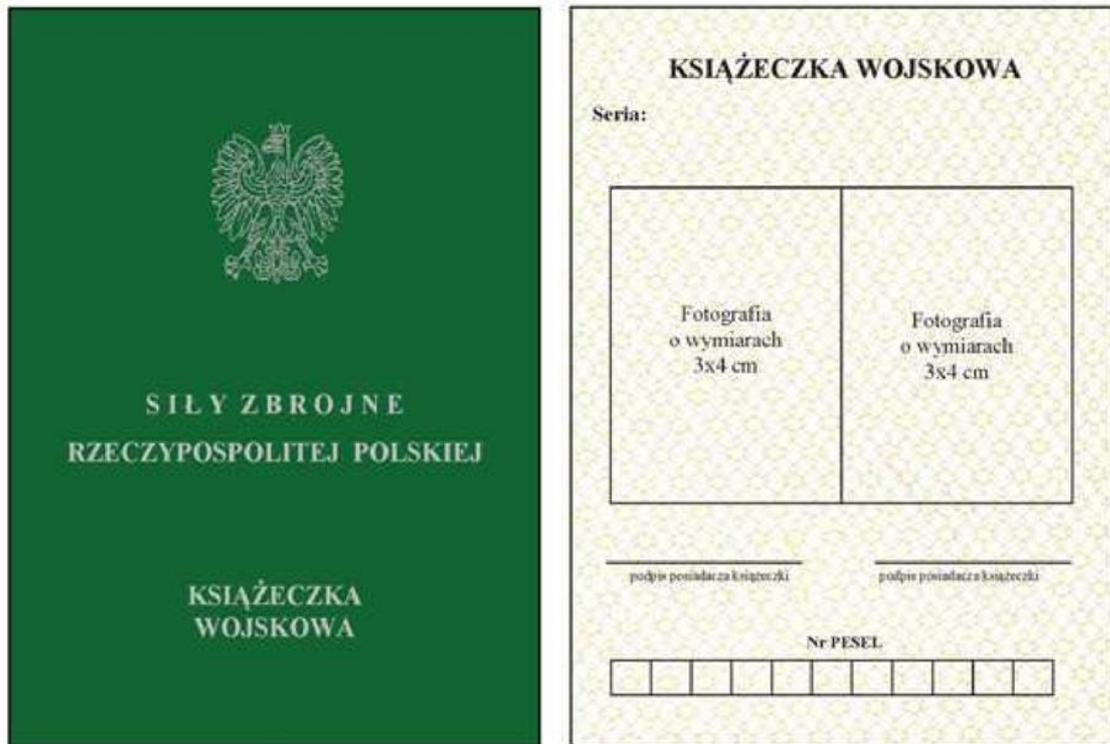 SIŁY ZBROJNE
RZECZYPOSPOLITEJ POLSKIEJ
KSIĄŻECZKA
WOJSKOWA
KSIĄŻECZKA WOJSKOWA
Seria:
Fotografia
o wymiarach
3x4 cm
Fotografia
o wymiarach
3x4 cm
podpis posiadacza książeczki
podpis posiadacza książeczki
Nr PESEL